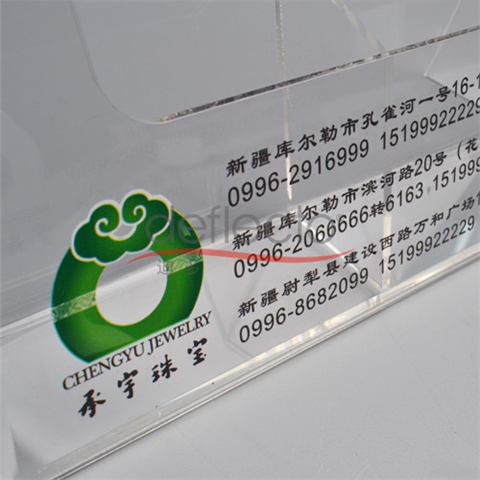 新疆库尔勒市孔雀河一号16-1
0996-2916999 15199922229
新疆库尔勒市滨河路20号（花
0996-2066666转6163 151999
新疆尉犁县建设西路万和广场1
0996-8682099 15199922229
deflecto
CHENGYU JEWELRY
承宇珠宝